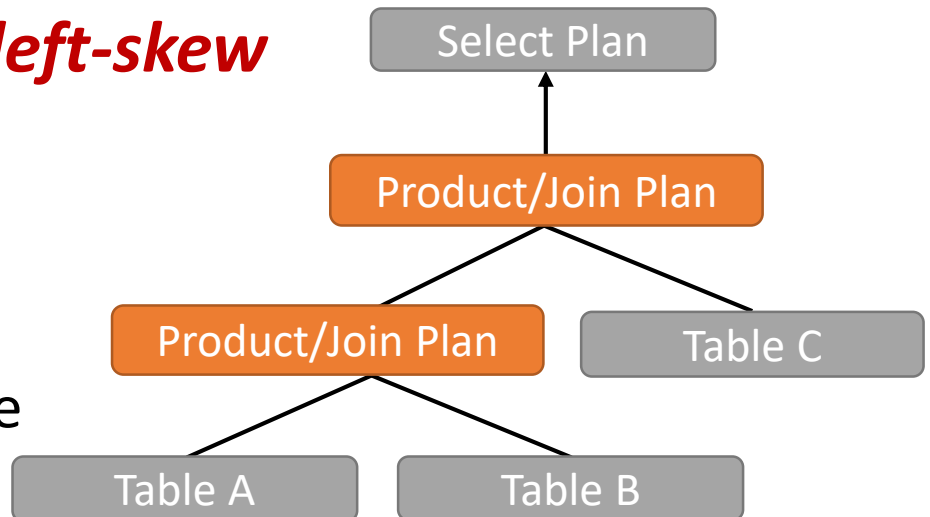 left-skew
Select Plan
Product/Join Plan
Product/Join Plan
Table C
e
Table A
Table B